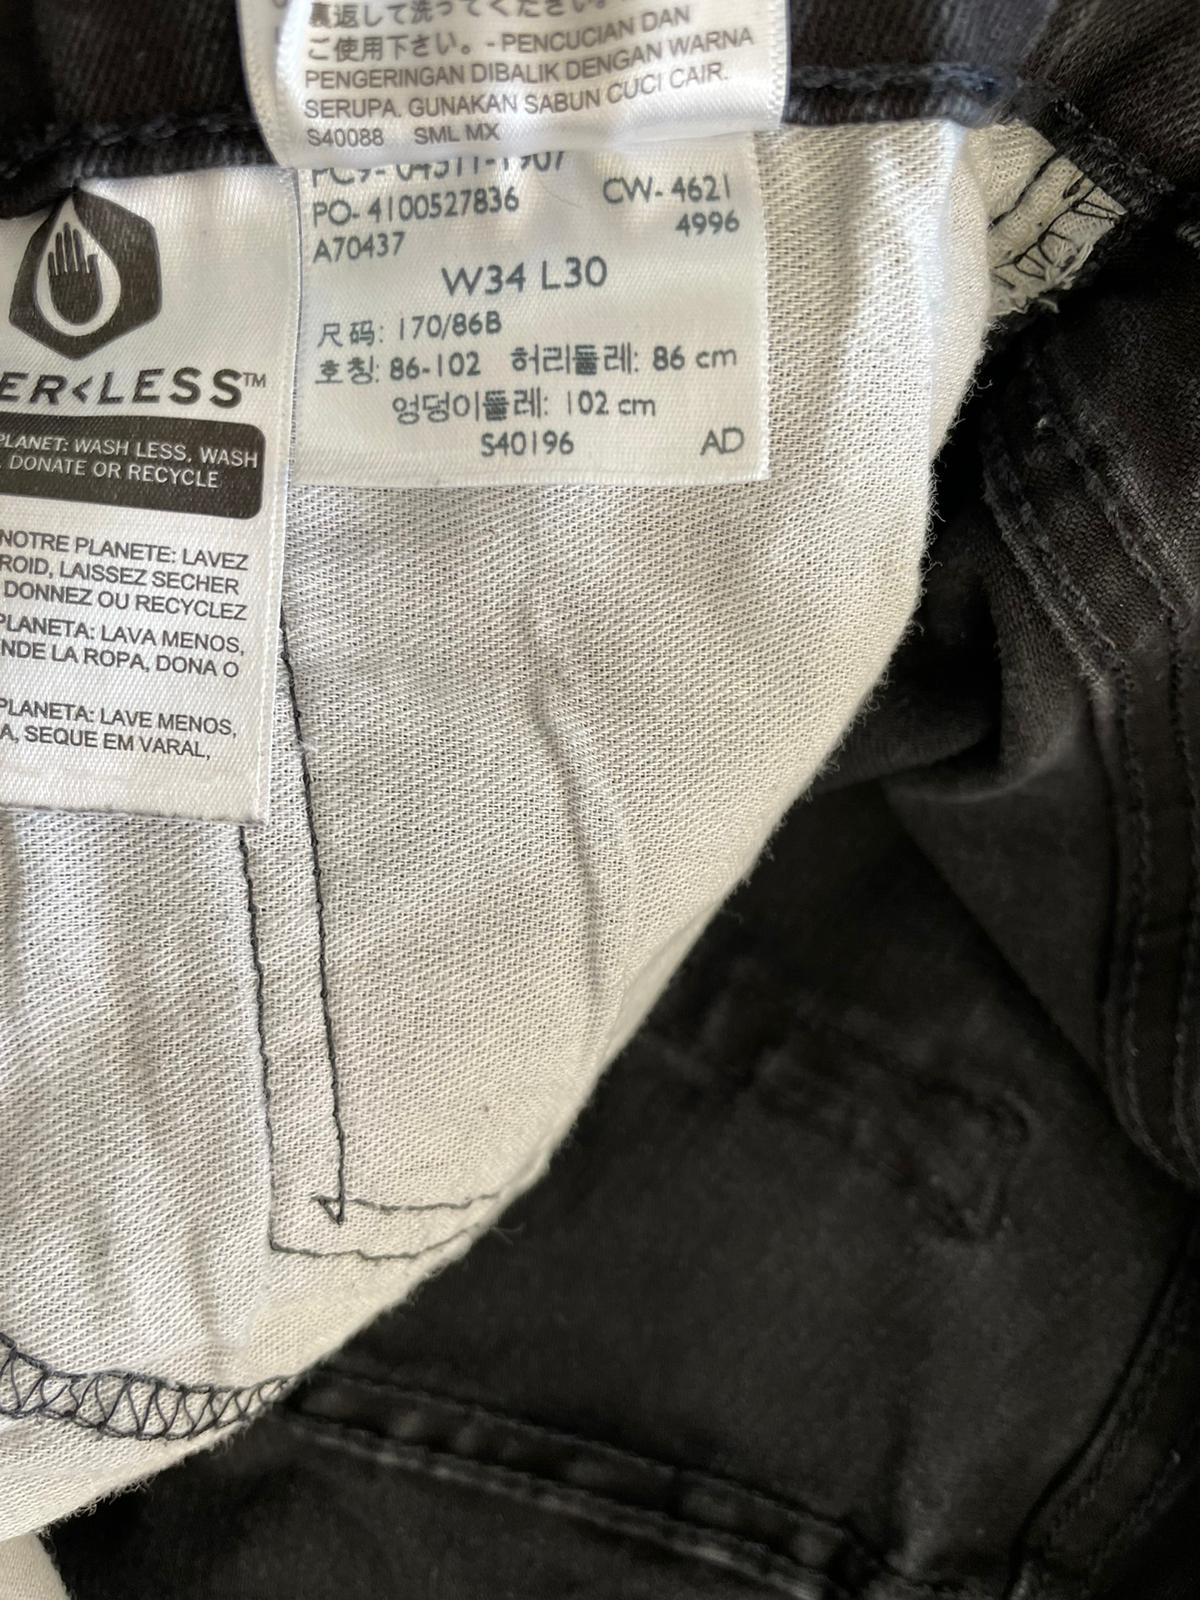 裏返して洗ってください。
ご使用下さい。- PENCUCIAN DAN
PENGERINGAN DIBALIK DENGAN WARNA
SERUPA. GUNAKAN SABUN CUCI CAIR.
S40088 SML MX
PC9- 04511-1907
PO- 4100527836 CW- 4621
A70437 4996
W34 L30
尺码: 170/86B
호칭: 86-102 허리둘레: 86 cm
엉덩이둘레: 102 cm
S40196 AD
ER<LESS™
PLANET: WASH LESS, WASH
, DONATE OR RECYCLE
NOTRE PLANETE: LAVEZ
ROID, LAISSEZ SECHER
DONNEZ OU RECYCLEZ
PLANETA: LAVA MENOS,
NDE LA ROPA, DONA O
PLANETA: LAVE MENOS,
A, SEQUE EM VARAL,